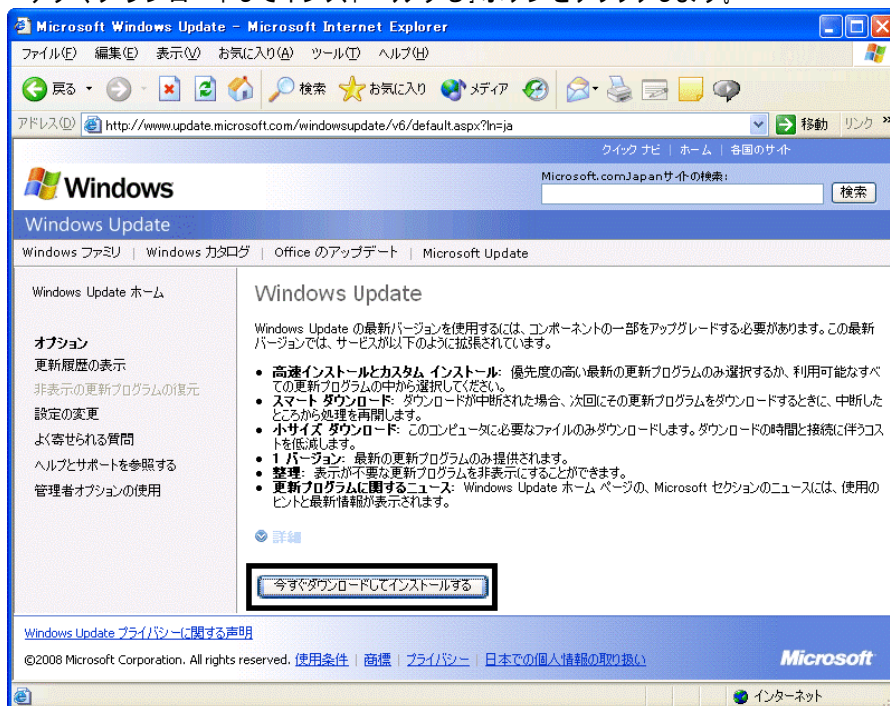 今すぐダウンロードしてインストールする」ボタンをクリックします。
Microsoft Windows Update - Microsoft Internet Explorer
ファイル(F) 編集(E) 表示(V) お気に入り(A) ツール(T) ヘルプ(H)
戻る 検索 お気に入り メディア
アドレス(D) http://www.update.microsoft.com/windowsupdate/v6/default.aspx?ln=ja 移動 リンク »
クイック ナビ | ホーム | 各国のサイト
Windows
Microsoft.comJapanサイトの検索:
検索
Windows Update
Windows ファミリ | Windows カタログ | Office のアップデート | Microsoft Update
Windows Update ホーム
オプション
更新履歴の表示
非表示の更新プログラムの復元
設定の変更
よく寄せられる質問
ヘルプとサポートを参照する
管理者オプションの使用
Windows Update
Windows Update の最新バージョンを使用するには、コンポーネントの一部をアップグレードする必要があります。この最新
バージョンでは、サービスが以下のように拡張されています。
• 高速インストールとカスタム インストール: 優先度の高い最新の更新プログラムのみ選択するか、利用可能なすべ
ての更新プログラムの中から選択してください。
• スマート ダウンロード: ダウンロードが中断された場合、次回にその更新プログラムをダウンロードするときに、中断した
ところから処理を再開します。
• 小サイズ ダウンロード: このコンピュータに必要なファイルのみダウンロードします。ダウンロードの時間と接続に伴うコス
トを低減します。
• 1 バージョン: 最新の更新プログラムのみ提供されます。
• 整理: 表示が不要な更新プログラムを非表示にすることができます。
• 更新プログラムに関するニュース: Windows Update ホーム ページの、Microsoft セクションのニュースには、使用の
ヒントと最新情報が表示されます。
詳細
今すぐダウンロードしてインストールする
Windows Update プライバシーに関する声明
©2008 Microsoft Corporation. All rights reserved. 使用条件 | 商標 | プライバシー | 日本での個人情報の取り扱い
Microsoft
インターネット